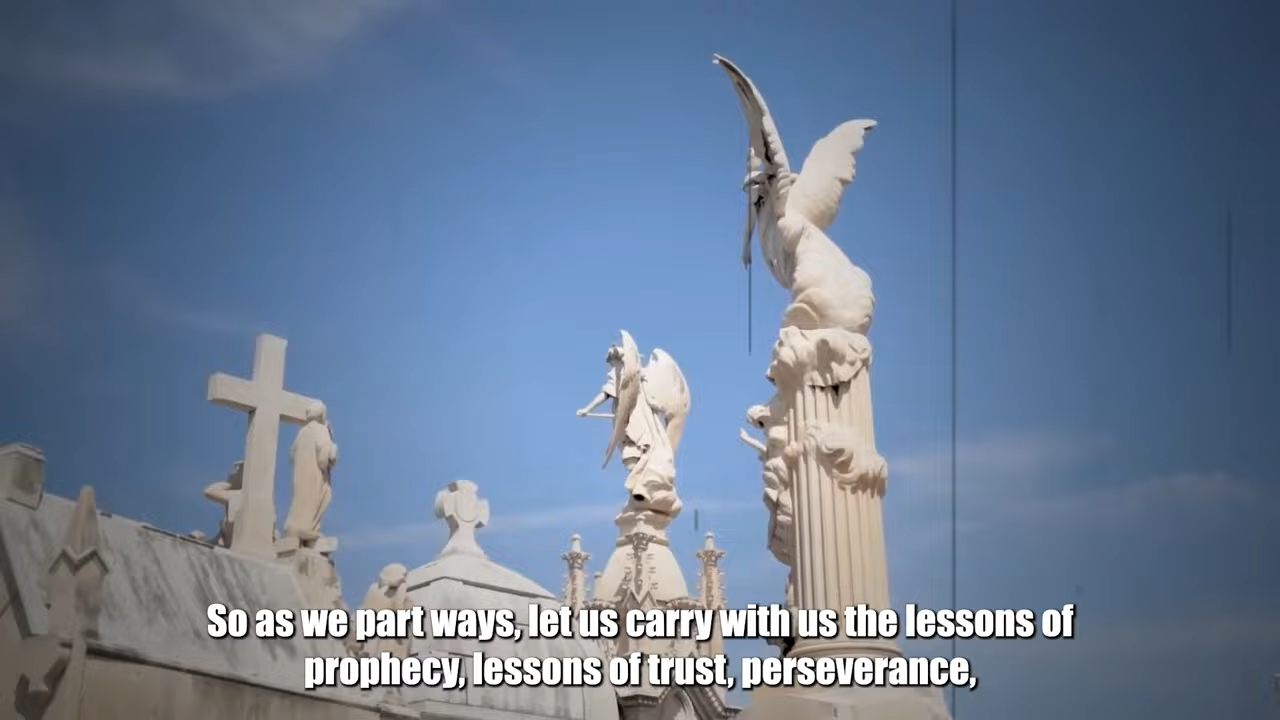 So as we part ways, let us carry with us the lessons of
prophecy, lessons of trust, perseverance,